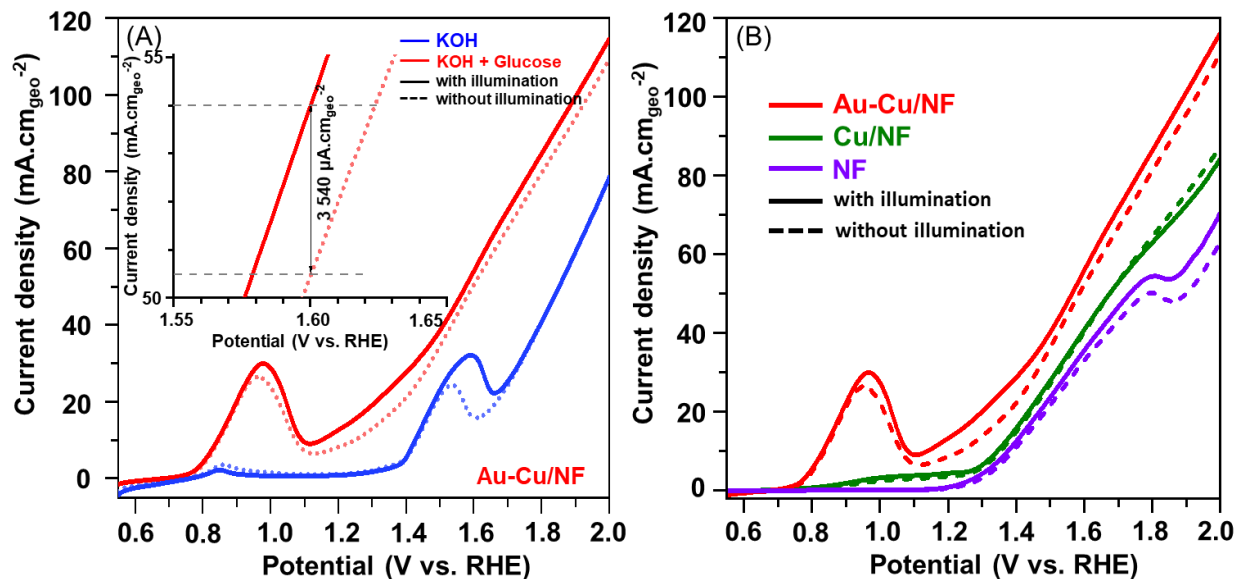 (A)
KOH
KOH + Glucose
with illumination
without illumination
Current density (mA.cm_geo^-2)
120
100
80
60
40
20
0
0.6 0.8 1.0 1.2 1.4 1.6 1.8 2.0
Potential (V vs. RHE)
Au-Cu/NF
Current density (mA.cm_geo^-2)
55
50
1.55 1.60 1.65
Potential (V vs. RHE)
3 540 µA.cm_geo^-2
(B)
Au-Cu/NF
Cu/NF
NF
with illumination
without illumination
Current density (mA.cm_geo^-2)
120
100
80
60
40
20
0
0.6 0.8 1.0 1.2 1.4 1.6 1.8 2.0
Potential (V vs. RHE)